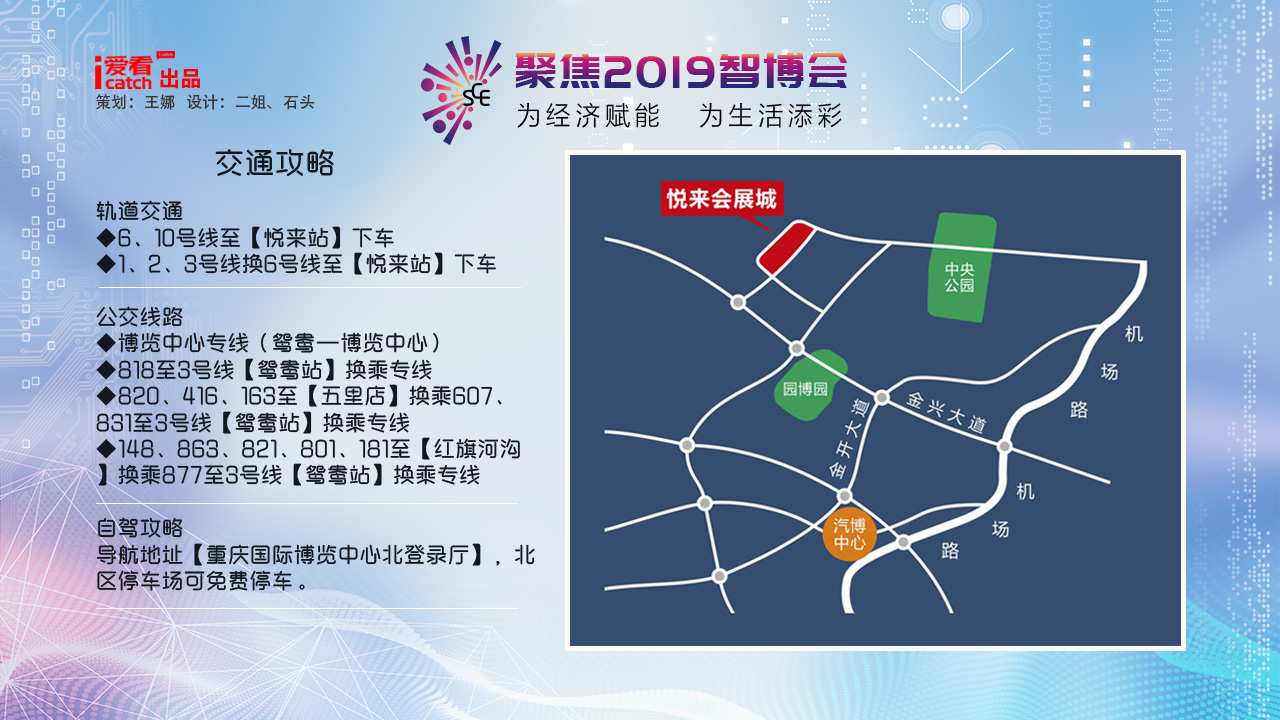 爱看
icatch 出品
策划：王娜 设计：二姐、石头
SCE
聚焦2019智博会
为经济赋能 为生活添彩
交通攻略
轨道交通
◆6、10号线至【悦来站】下车
◆1、2、3号线换6号线至【悦来站】下车
公交线路
◆博览中心专线（鸳鸯—博览中心）
◆818至3号线【鸳鸯站】换乘专线
◆820、416、163至【五里店】换乘607、
831至3号线【鸳鸯站】换乘专线
◆148、863、821、801、181至【红旗河沟
】换乘877至3号线【鸳鸯站】换乘专线
自驾攻略
导航地址【重庆国际博览中心北登录厅】，北
区停车场可免费停车。
悦来会展城
中央
公园
园博园
金开大道
金兴大道
机场路
汽博
中心
机场路